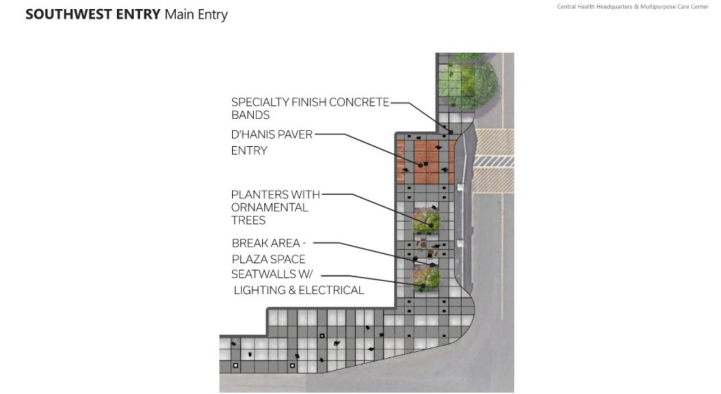 SOUTHWEST ENTRY Main Entry
Central Health Headquarters & Multipurpose Care Center
SPECIALTY FINISH CONCRETE
BANDS
D'HANIS PAVER
ENTRY
PLANTERS WITH
ORNAMENTAL
TREES
BREAK AREA -
PLAZA SPACE
SEATWALLS W/
LIGHTING & ELECTRICAL